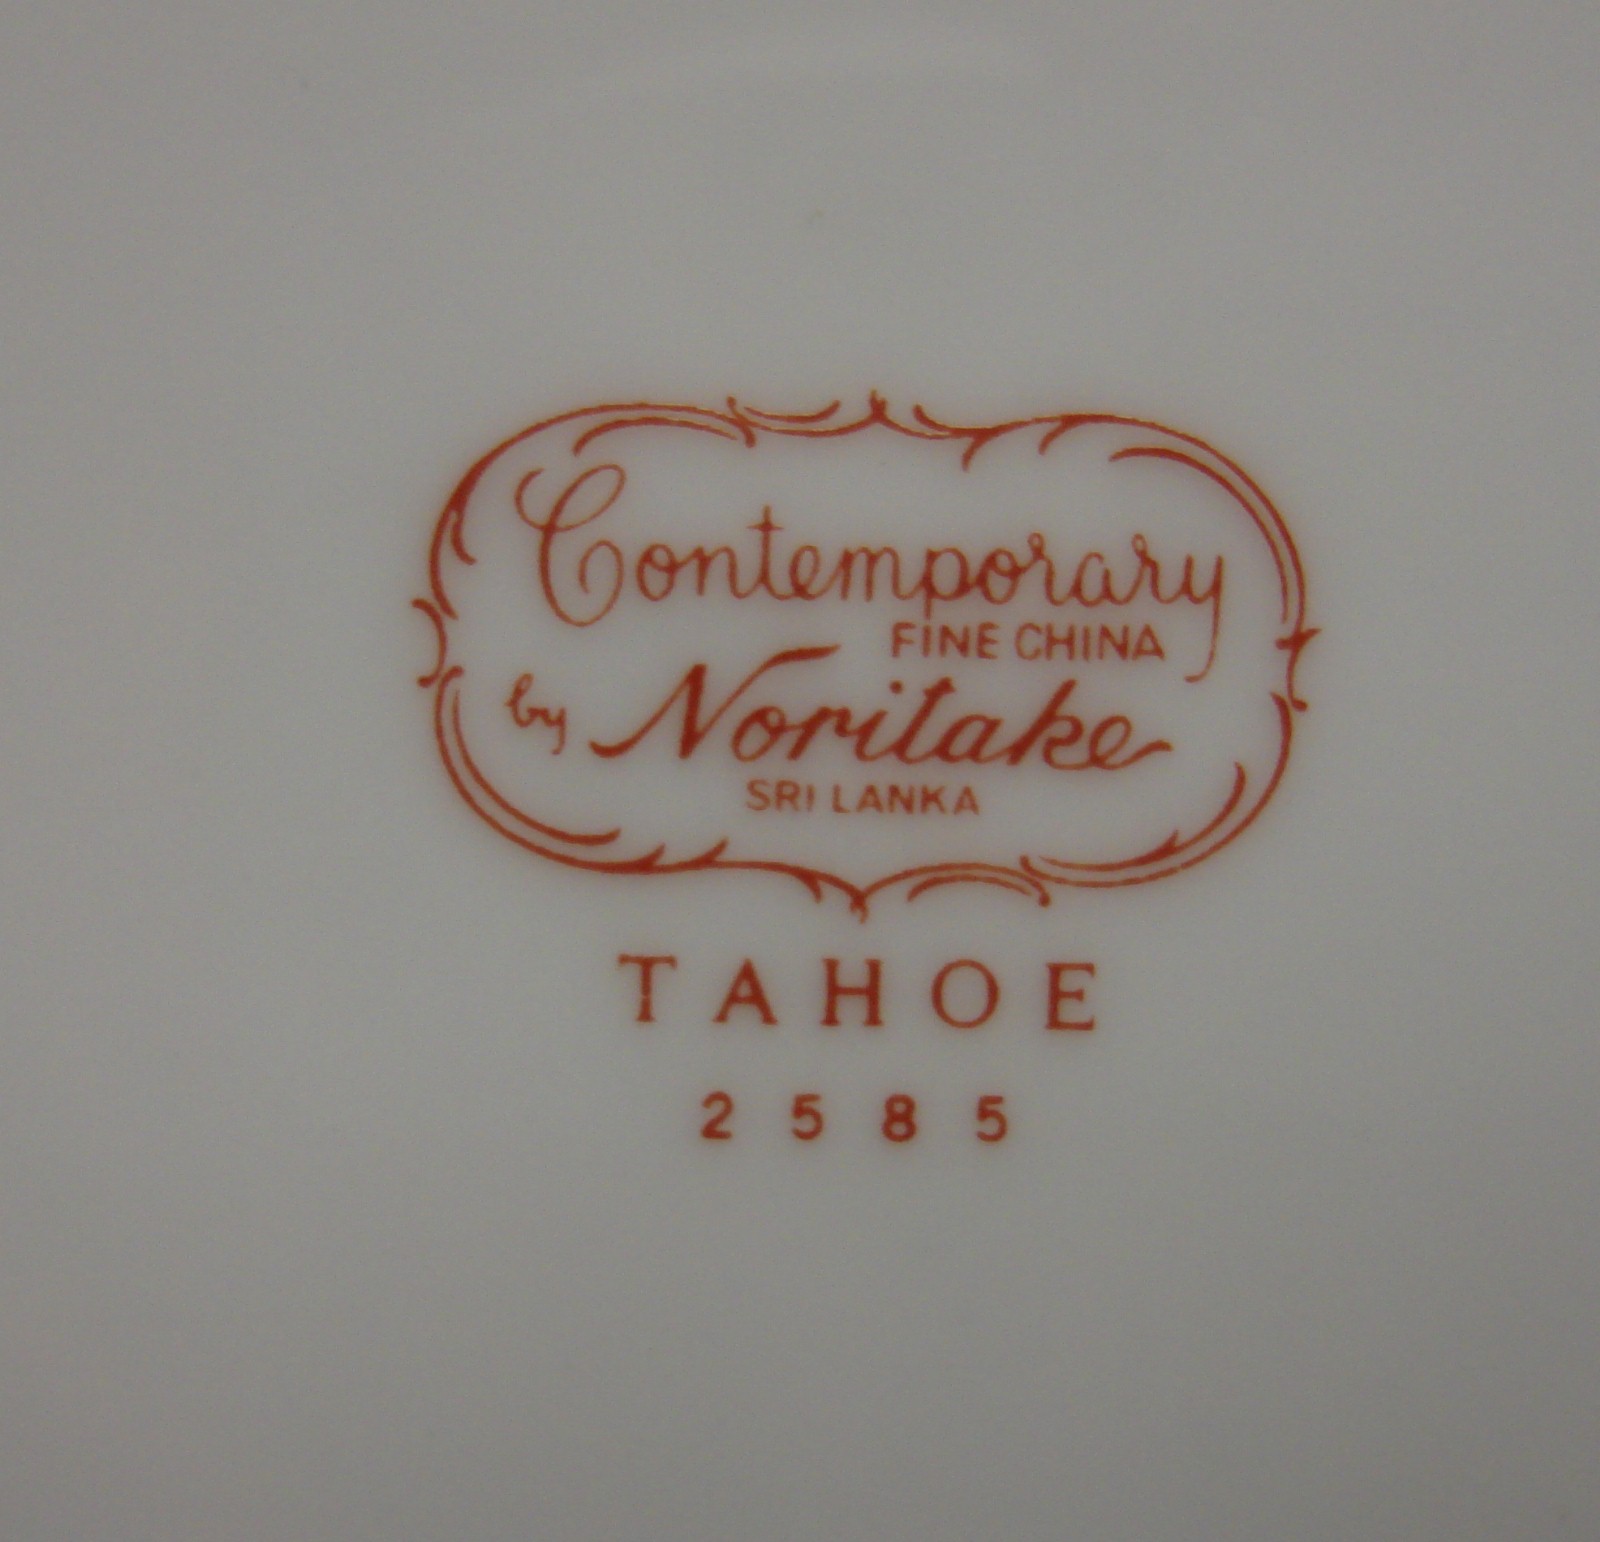 Contemporary
FINE CHINA
by Noritake
SRI LANKA
TAHOE
2585